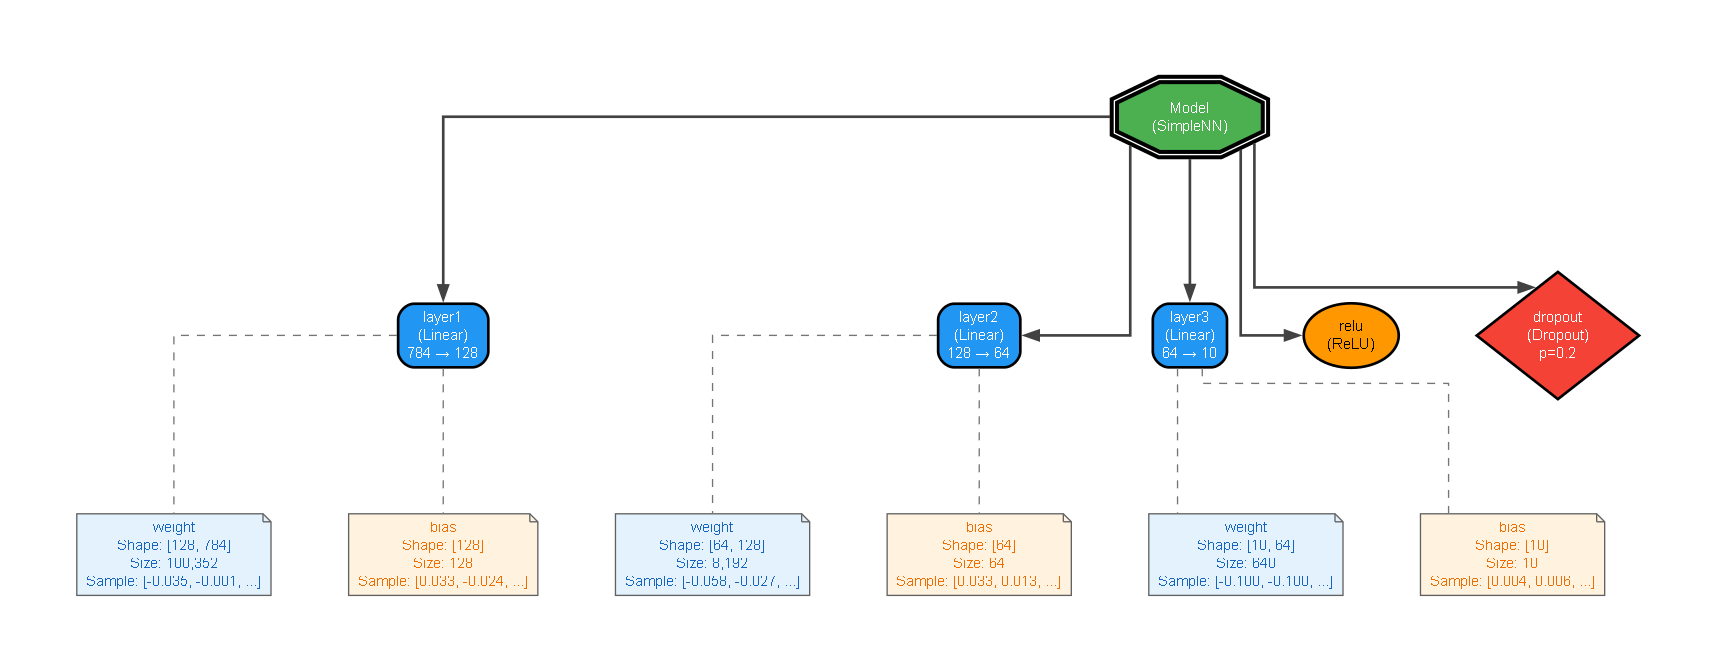 Model
(SimpleNN)
layer1
(Linear)
784 → 128
layer2
(Linear)
128 → 64
layer3
(Linear)
64 → 10
relu
(ReLU)
dropout
(Dropout)
p=0.2
weight
Shape: [128, 784]
Size: 100,352
Sample: [-0.035, -0.001, ...]
bias
Shape: [128]
Size: 128
Sample: [0.033, -0.024, ...]
weight
Shape: [64, 128]
Size: 8,192
Sample: [-0.058, -0.027, ...]
bias
Shape: [64]
Size: 64
Sample: [0.033, 0.013, ...]
weight
Shape: [10, 64]
Size: 640
Sample: [-0.100, -0.100, ...]
bias
Shape: [10]
Size: 10
Sample: [0.004, 0.006, ...]